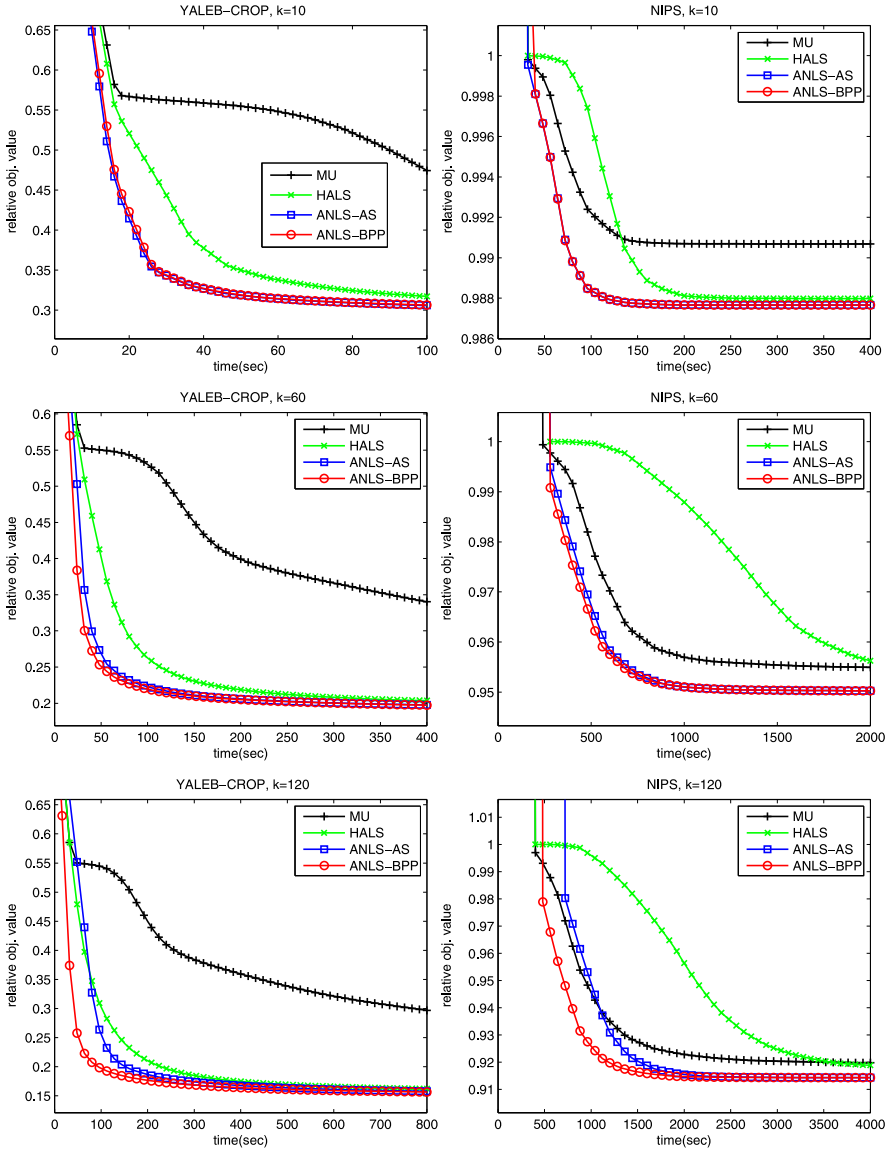 YALEB-CROP, k=10
0.65
0.6
0.55
0.5
0.45
0.4
0.35
0.3
relative obj. value
MU
HALS
ANLS-AS
ANLS-BPP
0 20 40 60 80 100
time(sec)
NIPS, k=10
1
0.998
0.996
0.994
0.992
0.99
0.988
0.986
relative obj. value
MU
HALS
ANLS-AS
ANLS-BPP
0 50 100 150 200 250 300 350 400
time(sec)
YALEB-CROP, k=60
0.6
0.55
0.5
0.45
0.4
0.35
0.3
0.25
0.2
relative obj. value
MU
HALS
ANLS-AS
ANLS-BPP
0 50 100 150 200 250 300 350 400
time(sec)
NIPS, k=60
1
0.99
0.98
0.97
0.96
0.95
relative obj. value
MU
HALS
ANLS-AS
ANLS-BPP
0 500 1000 1500 2000
time(sec)
YALEB-CROP, k=120
0.65
0.6
0.55
0.5
0.45
0.4
0.35
0.3
0.25
0.2
0.15
relative obj. value
MU
HALS
ANLS-AS
ANLS-BPP
0 100 200 300 400 500 600 700 800
time(sec)
NIPS, k=120
1.01
1
0.99
0.98
0.97
0.96
0.95
0.94
0.93
0.92
0.91
relative obj. value
MU
HALS
ANLS-AS
ANLS-BPP
0 500 1000 1500 2000 2500 3000 3500 4000
time(sec)